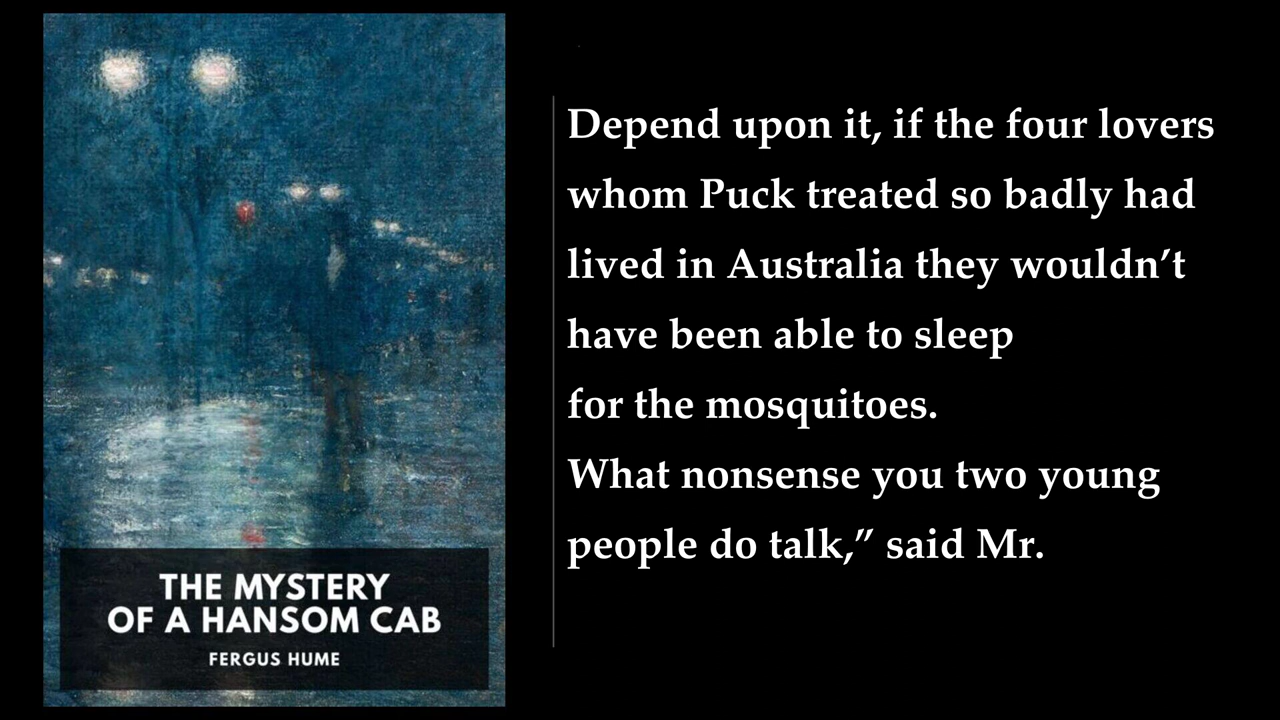 THE MYSTERY
OF A HANSOM CAB
FERGUS HUME
Depend upon it, if the four lovers
whom Puck treated so badly had
lived in Australia they wouldn’t
have been able to sleep
for the mosquitoes.
What nonsense you two young
people do talk,” said Mr.